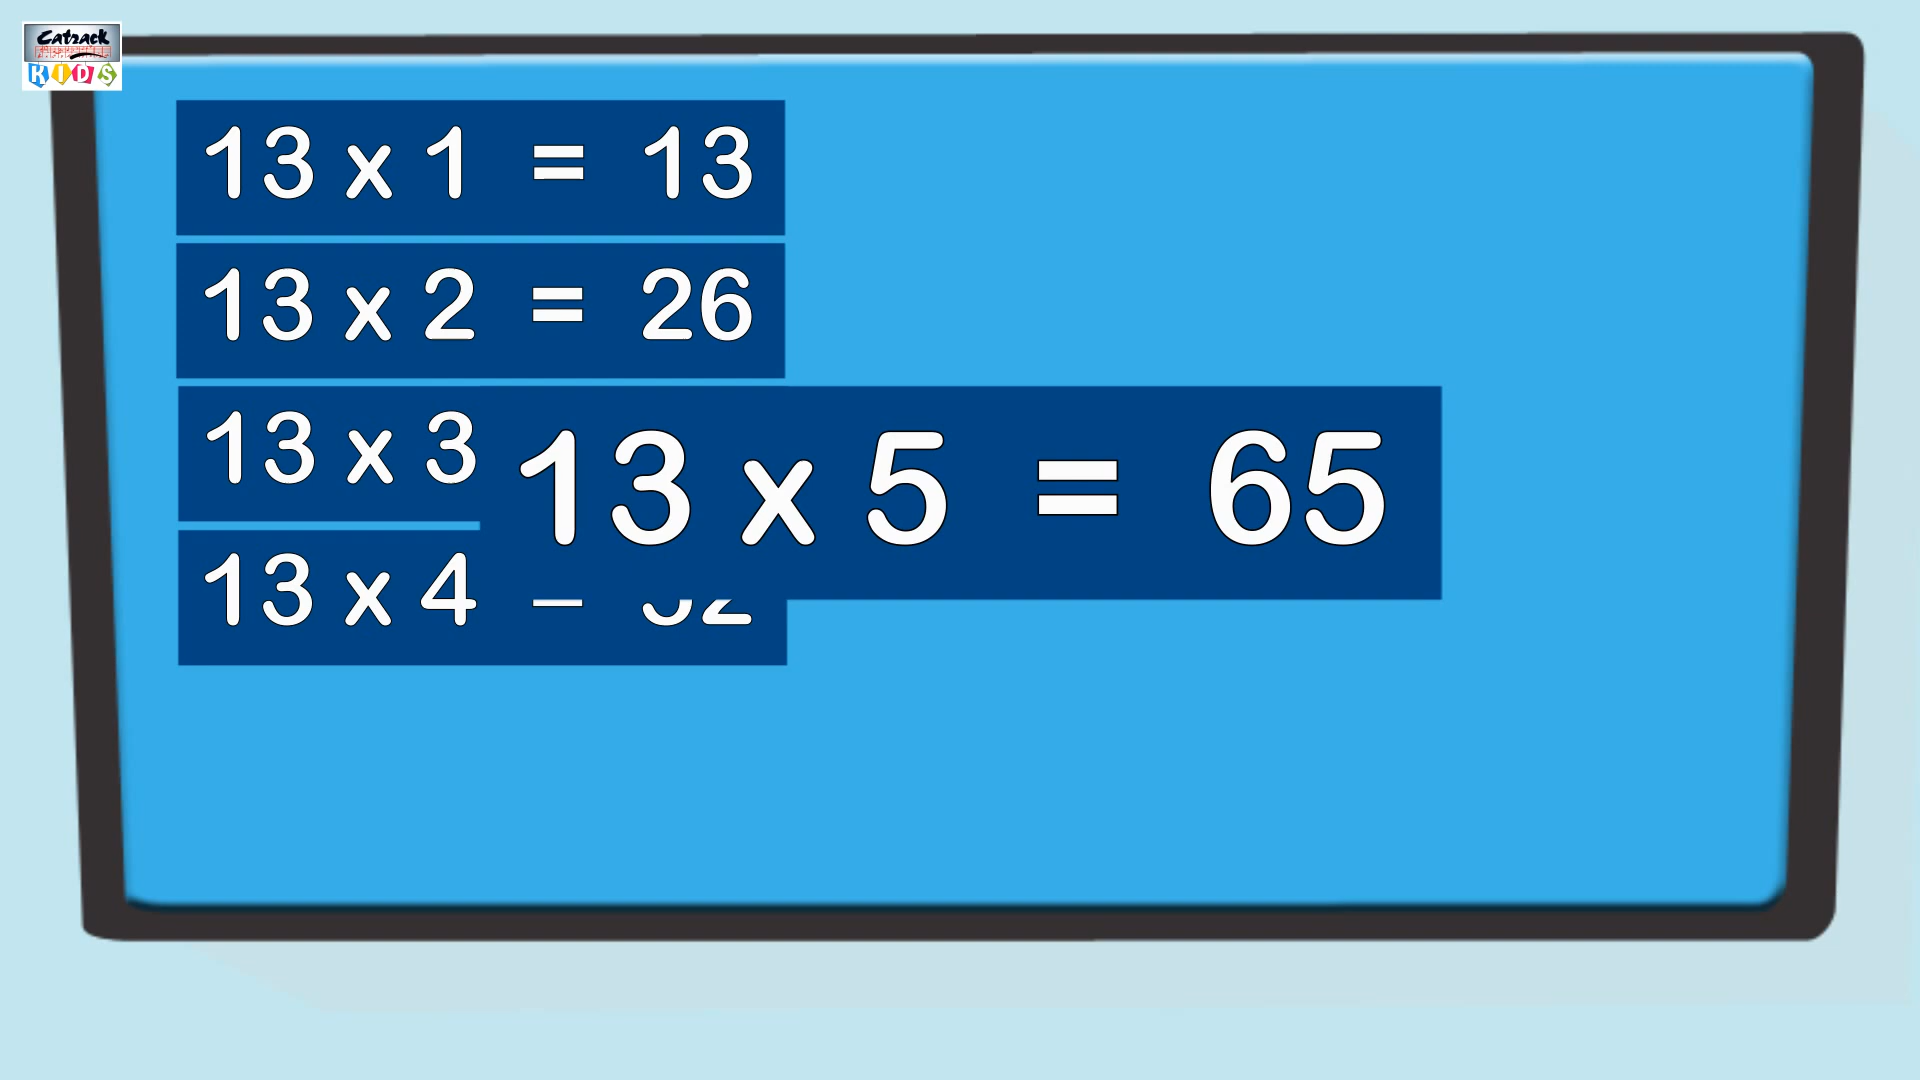 Catrack
KIDS
13 x 1 = 13
13 x 2 = 26
13 x 3
13 x 5 = 65
13 x 4 =